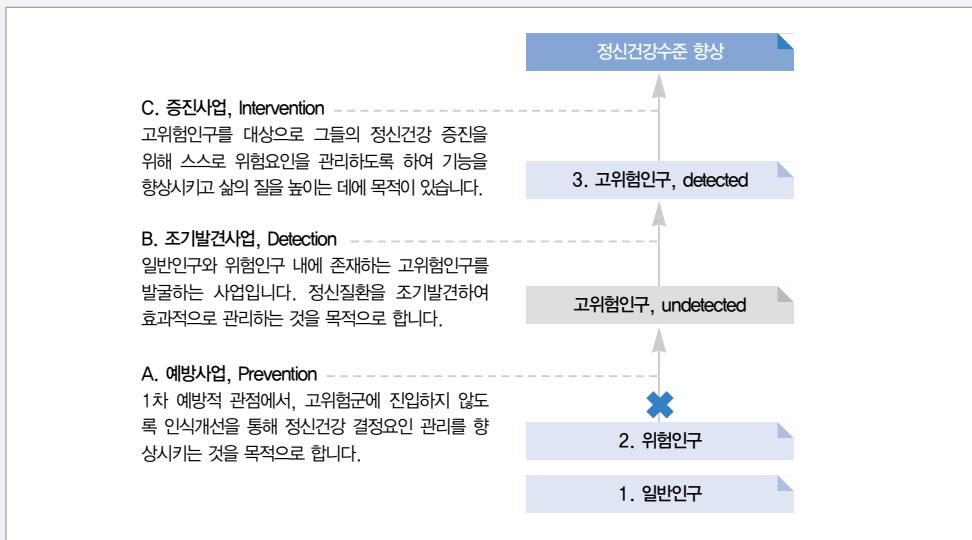 정신건강수준 향상
C. 증진사업, Intervention
고위험인구를 대상으로 그들의 정신건강 증진을
위해 스스로 위험요인을 관리하도록 하여 기능을
향상시키고 삶의 질을 높이는 데에 목적이 있습니다.
3. 고위험인구, detected
B. 조기발견사업, Detection
일반인구와 위험인구 내에 존재하는 고위험인구를
발굴하는 사업입니다. 정신질환을 조기발견하여
효과적으로 관리하는 것을 목적으로 합니다.
고위험인구, undetected
A. 예방사업, Prevention
1차 예방적 관점에서, 고위험군에 진입하지 않도
록 인식개선을 통해 정신건강 결정요인 관리를 향
상시키는 것을 목적으로 합니다.
2. 위험인구
1. 일반인구